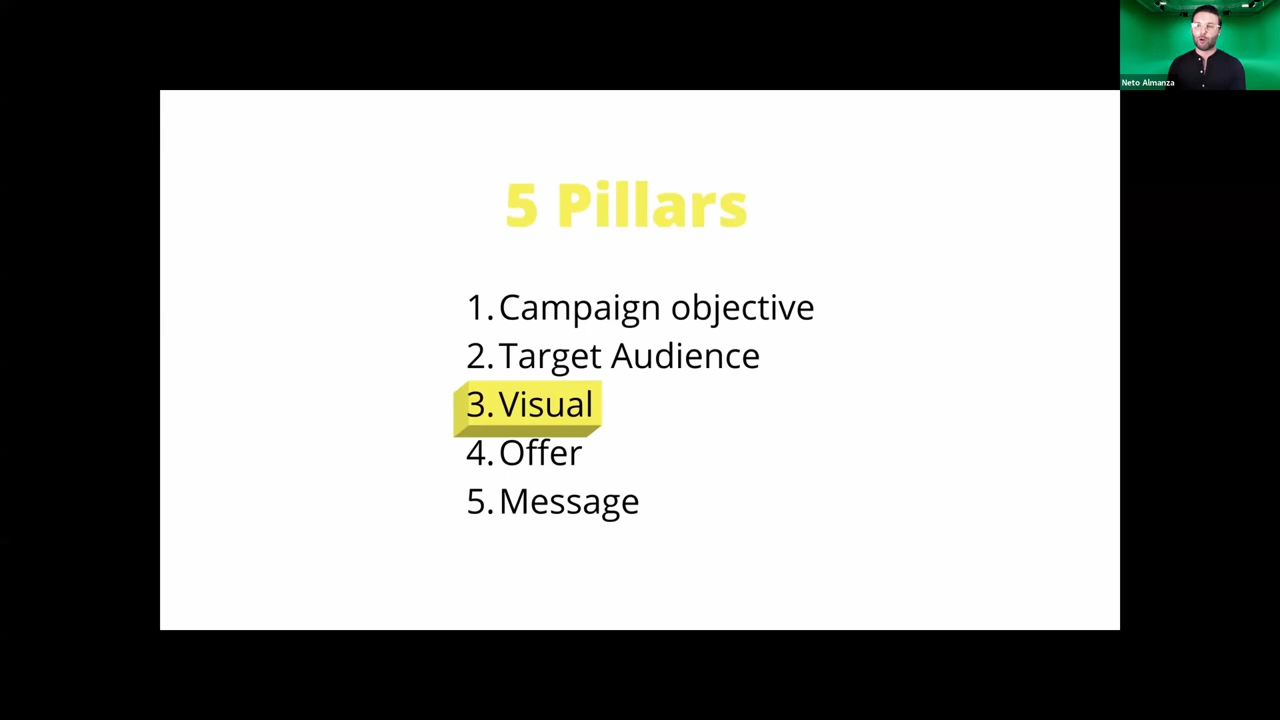 Neto Almanza
5 Pillars
1. Campaign objective
2. Target Audience
3. Visual
4. Offer
5. Message